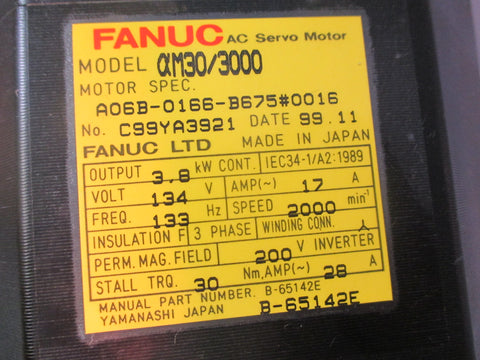 FANUC AC Servo Motor
MODEL αM30/3000
MOTOR SPEC.
A06B-0166-B675#0016
No. C99YA3921 DATE 99.11
FANUC LTD MADE IN JAPAN
OUTPUT 3,8 kW CONT. IEC34-1/A2:1989
VOLT 134 V AMP(~) 17 A
FREQ. 133 Hz SPEED 2000 min⁻¹
INSULATION F 3 PHASE WINDING CONN. 人
PERM. MAG. FIELD 200 V INVERTER
STALL TRQ. 30 Nm, AMP(~) 28 A
MANUAL PART NUMBER. B-65142E
YAMANASHI JAPAN B-65142E